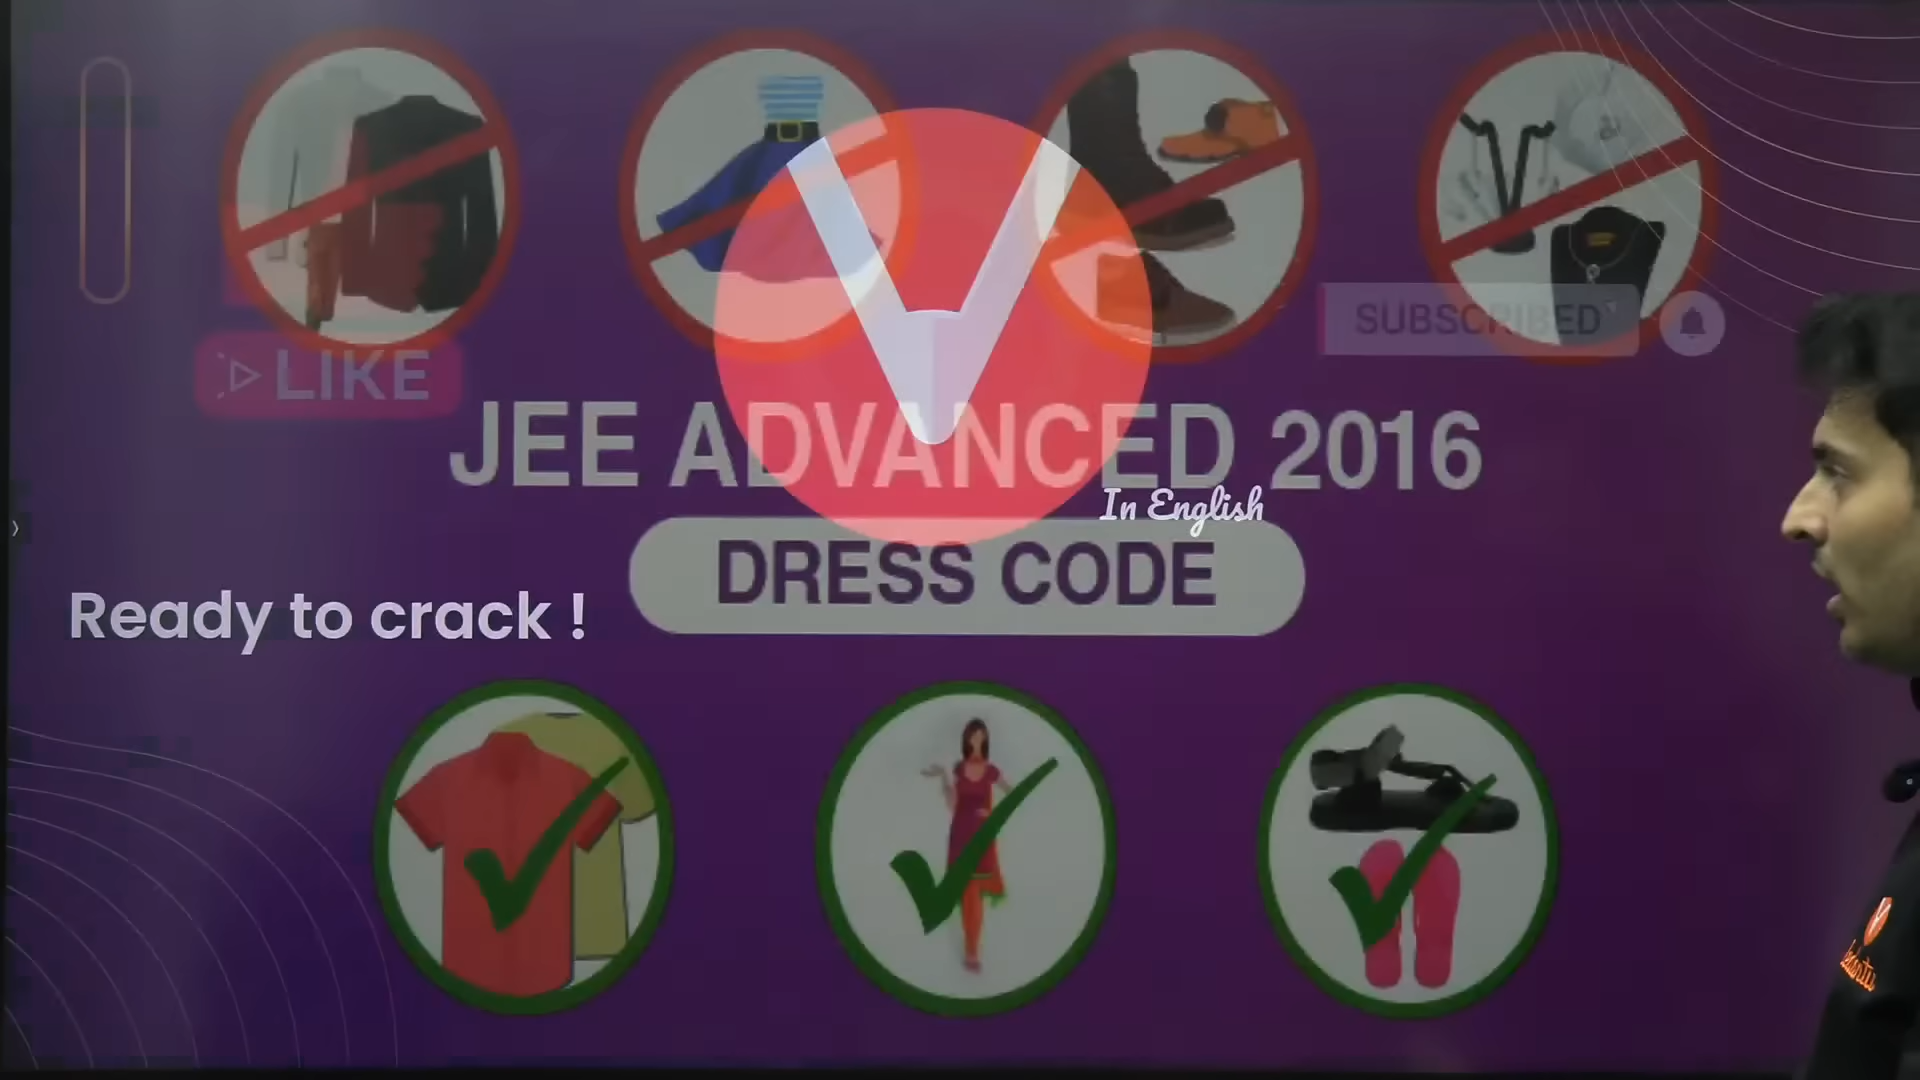 SUBSCRIBED
LIKE
JEE ADVANCED 2016
In English
DRESS CODE
Ready to crack !